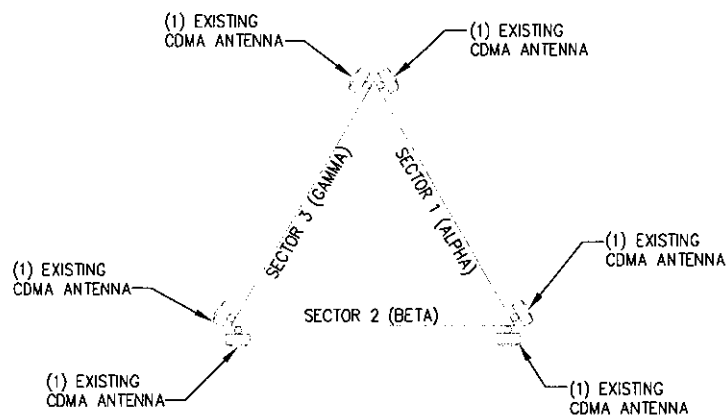 (1) EXISTING
CDMA ANTENNA
(1) EXISTING
CDMA ANTENNA
SECTOR 3 (GAMMA)
SECTOR 1 (ALPHA)
(1) EXISTING
CDMA ANTENNA
(1) EXISTING
CDMA ANTENNA
SECTOR 2 (BETA)
(1) EXISTING
CDMA ANTENNA
(1) EXISTING
CDMA ANTENNA